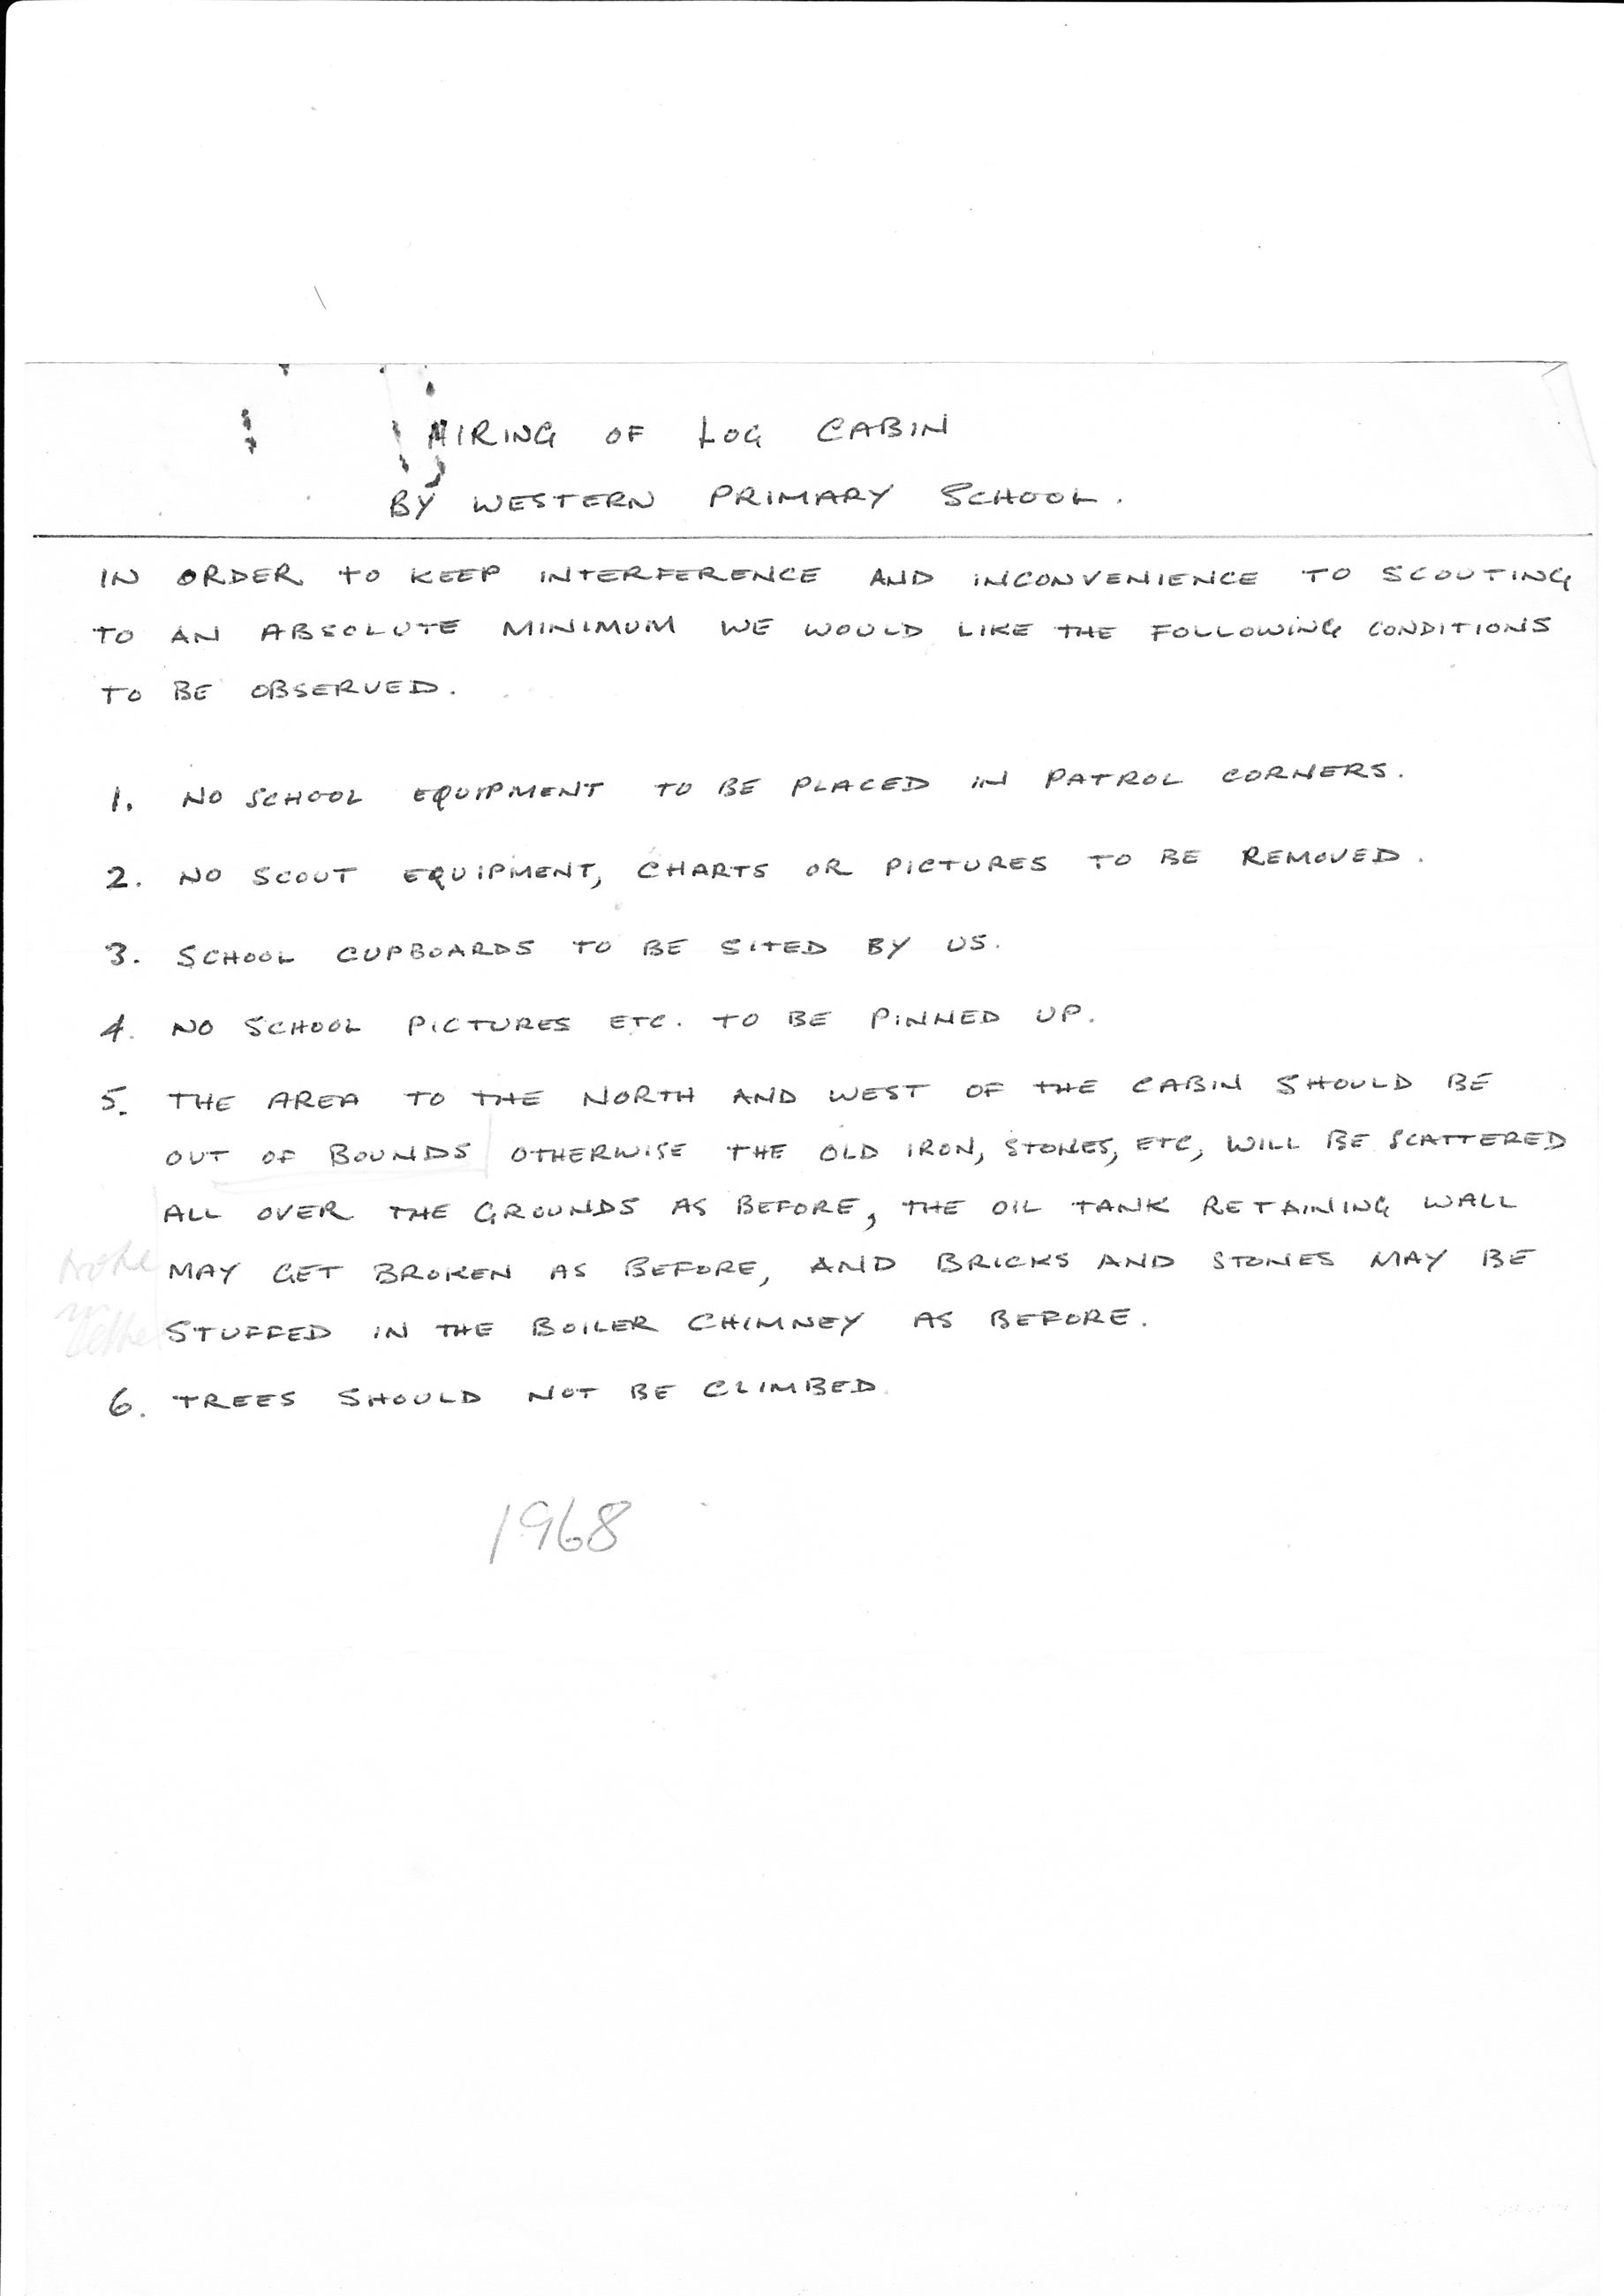 HIRING OF LOG CABIN
BY WESTERN PRIMARY SCHOOL.
IN ORDER TO KEEP INTERFERENCE AND INCONVENIENCE TO SCOUTING
TO AN ABSOLUTE MINIMUM WE WOULD LIKE THE FOLLOWING CONDITIONS
TO BE OBSERVED.
1. NO SCHOOL EQUIPMENT TO BE PLACED IN PATROL CORNERS.
2. NO SCOUT EQUIPMENT, CHARTS OR PICTURES TO BE REMOVED.
3. SCHOOL CUPBOARDS TO BE SITED BY US.
4. NO SCHOOL PICTURES ETC. TO BE PINNED UP.
5. THE AREA TO THE NORTH AND WEST OF THE CABIN SHOULD BE
OUT OF BOUNDS OTHERWISE THE OLD IRON, STONES, ETC, WILL BE SCATTERED
ALL OVER THE GROUNDS AS BEFORE, THE OIL TANK RETAINING WALL
MAY GET BROKEN AS BEFORE, AND BRICKS AND STONES MAY BE
STUFFED IN THE BOILER CHIMNEY AS BEFORE.
6. TREES SHOULD NOT BE CLIMBED.
1968